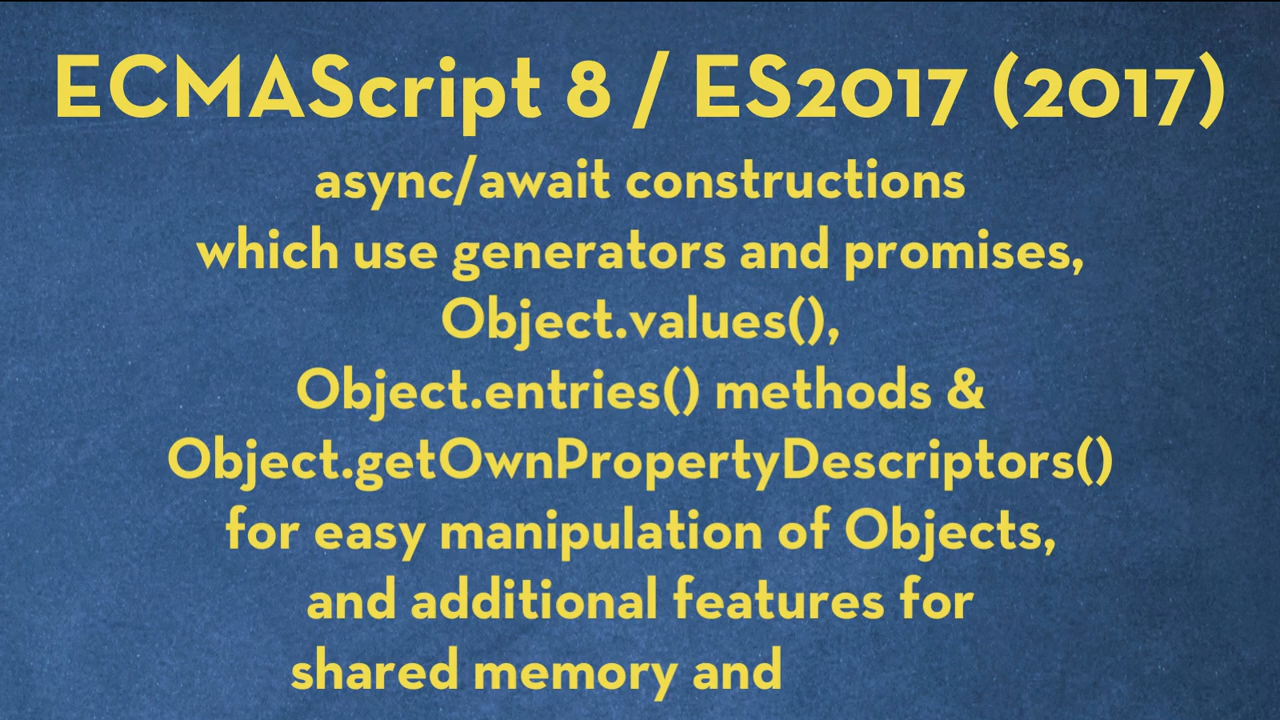 ECMAScript 8 / ES2017 (2017)
async/await constructions
which use generators and promises,
Object.values(),
Object.entries() methods &
Object.getOwnPropertyDescriptors()
for easy manipulation of Objects,
and additional features for
shared memory and